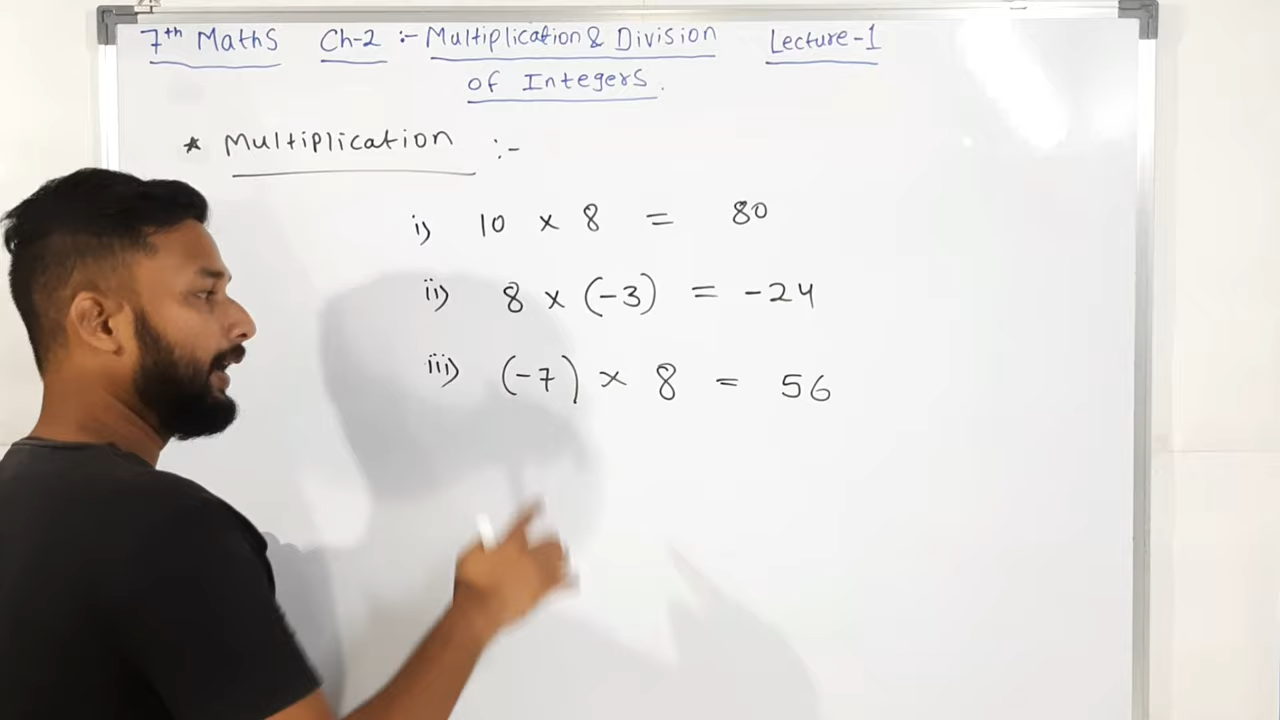 7th Maths Ch-2 :- Multiplication & Division Lecture-1
of Integers.
* Multiplication :-
i) 10 × 8 = 80
ii) 8 × (-3) = -24
iii) (-7) × 8 = 56